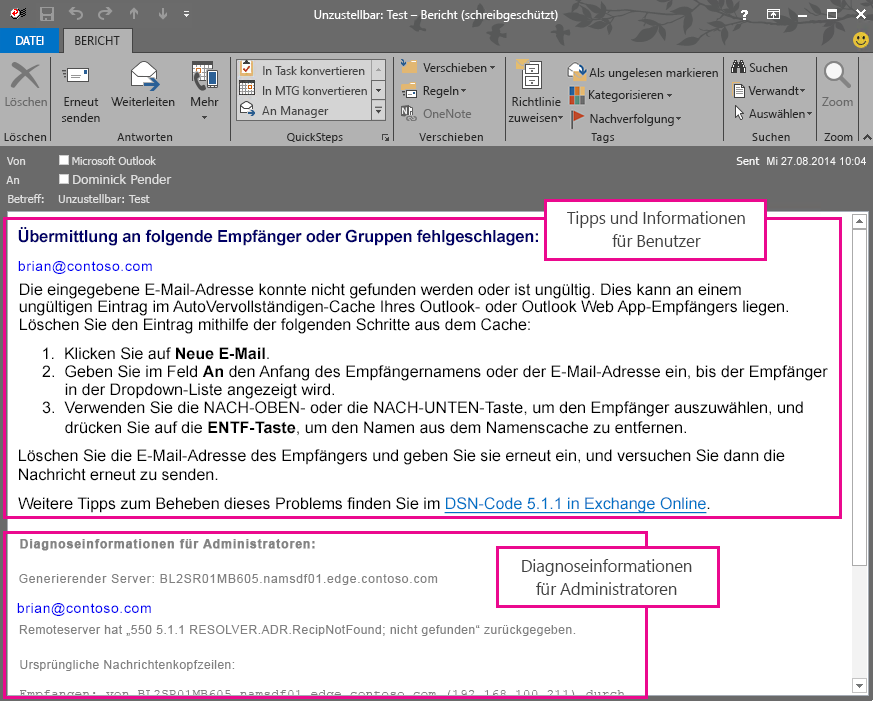 Unzustellbar: Test – Bericht (schreibgeschützt)
DATEI
BERICHT
Löschen
Erneut senden
Weiterleiten
Mehr
In Task konvertieren
In MTG konvertieren
An Manager
Verschieben
Regeln
OneNote
Richtlinie zuweisen
Als ungelesen markieren
Kategorisieren
Nachverfolgung
Suchen
Verwandt
Auswählen
Zoom
Löschen
Antworten
QuickSteps
Verschieben
Tags
Suchen
Zoom
Von Microsoft Outlook
Sent Mi 27.08.2014 10:04
An Dominick Pender
Betreff: Unzustellbar: Test
Tipps und Informationen
für Benutzer
Übermittlung an folgende Empfänger oder Gruppen fehlgeschlagen:
brian@contoso.com
Die eingegebene E-Mail-Adresse konnte nicht gefunden werden oder ist ungültig. Dies kann an einem
ungültigen Eintrag im AutoVervollständigen-Cache Ihres Outlook- oder Outlook Web App-Empfängers liegen.
Löschen Sie den Eintrag mithilfe der folgenden Schritte aus dem Cache:
1. Klicken Sie auf Neue E-Mail.
2. Geben Sie im Feld An den Anfang des Empfängernamens oder der E-Mail-Adresse ein, bis der Empfänger
in der Dropdown-Liste angezeigt wird.
3. Verwenden Sie die NACH-OBEN- oder die NACH-UNTEN-Taste, um den Empfänger auszuwählen, und
drücken Sie auf die ENTF-Taste, um den Namen aus dem Namenscache zu entfernen.
Löschen Sie die E-Mail-Adresse des Empfängers und geben Sie sie erneut ein, und versuchen Sie dann die
Nachricht erneut zu senden.
Weitere Tipps zum Beheben dieses Problems finden Sie im DSN-Code 5.1.1 in Exchange Online.
Diagnoseinformationen für Administratoren:
Diagnoseinformationen
für Administratoren
Generierender Server: BL2SR01MB605.namsdf01.edge.contoso.com
brian@contoso.com
Remoteserver hat „550 5.1.1 RESOLVER.ADR.RecipNotFound; nicht gefunden“ zurückgegeben.
Ursprüngliche Nachrichtenkopfzeilen:
Empfangen: von BL2SR01MB605.namsdf01.edge.contoso.com (192.168.100.211) durch